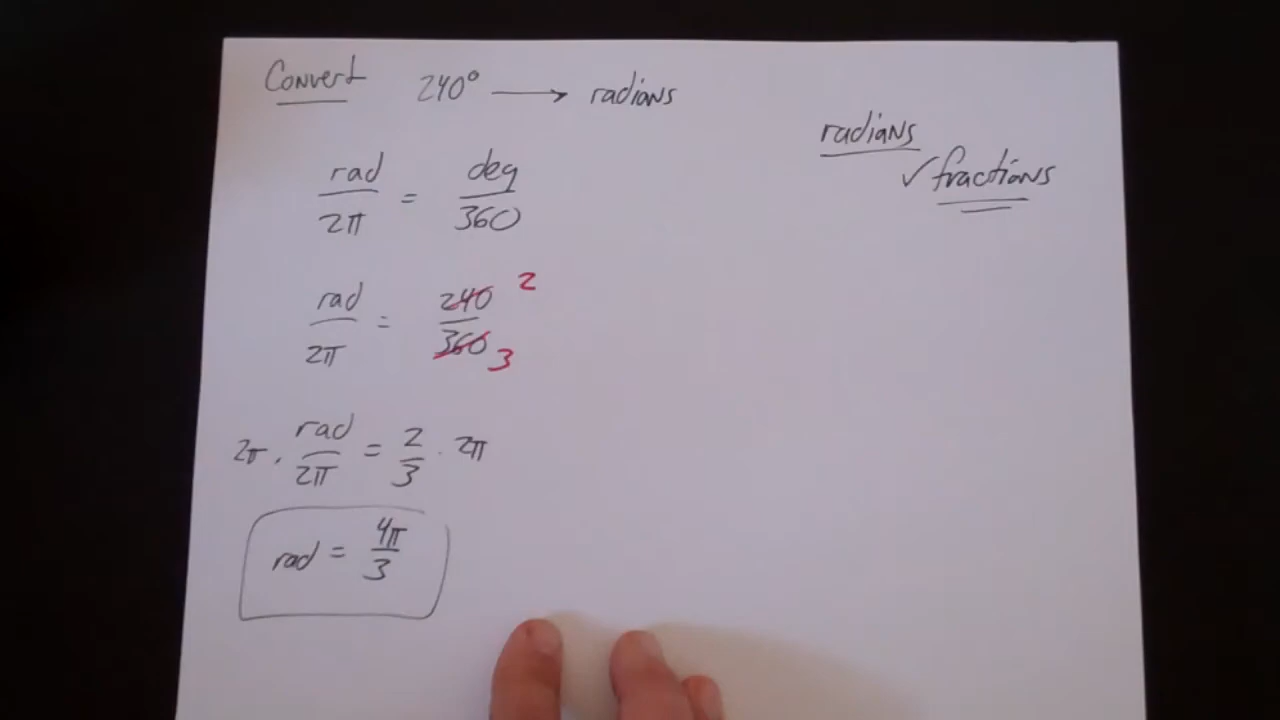 Convert 240° → radians
radians
✓ fractions
rad/2π = deg/360
rad/2π = 240/360 2 3
2π · rad/2π = 2/3 · 2π
rad = 4π/3